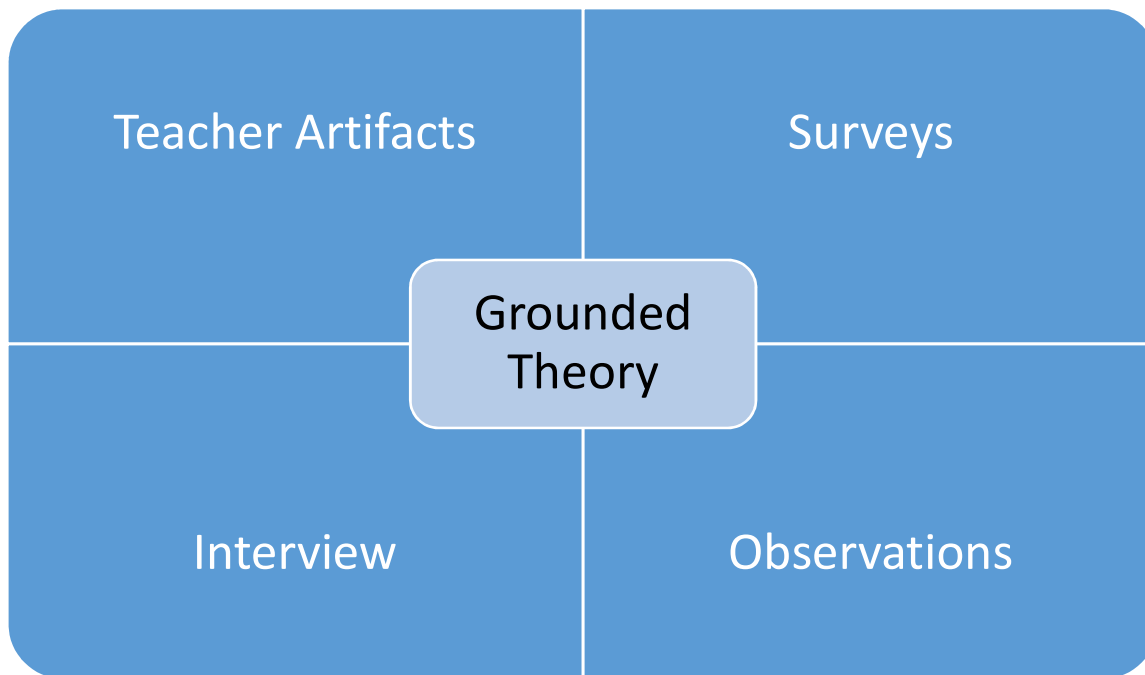 Teacher Artifacts
Surveys
Grounded
Theory
Interview
Observations